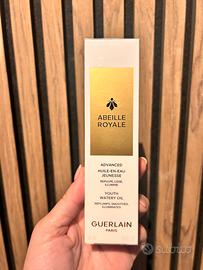 ABEILLE
ROYALE
ADVANCED
HUILE-EN-EAU
JEUNESSE
REPULPE, LISSE,
ILLUMINE
YOUTH
WATERY OIL
REPLUMPS, SMOOTHES,
ILLUMINATES
GUERLAIN
PARIS